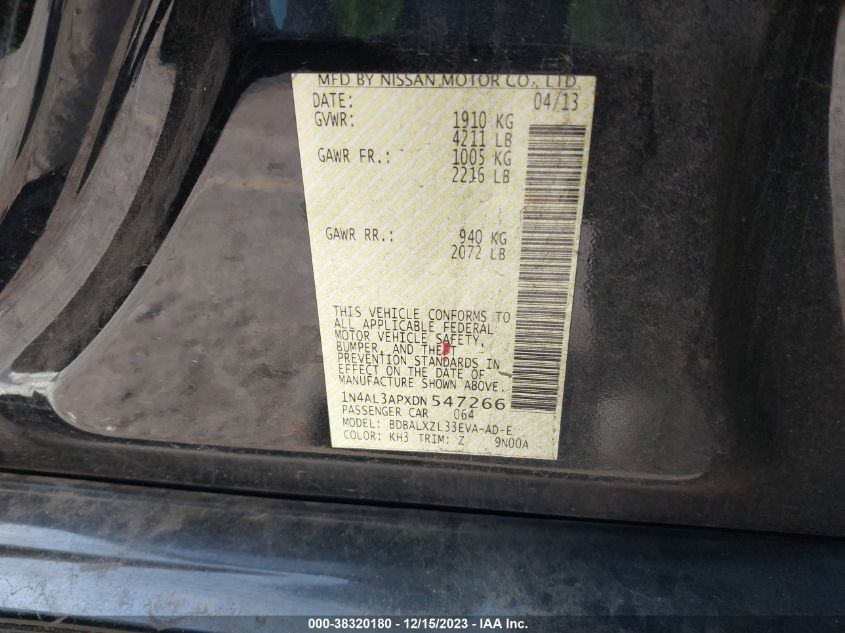 MFD BY NISSAN MOTOR CO., LTD.
DATE: 04/13
GVWR: 1910 KG
4211 LB
GAWR FR.: 1005 KG
2216 LB
GAWR RR.: 940 KG
2072 LB
THIS VEHICLE CONFORMS TO
ALL APPLICABLE FEDERAL
MOTOR VEHICLE SAFETY,
BUMPER, AND THEFT
PREVENTION STANDARDS IN
EFFECT ON THE DATE OF
MANUFACTURE SHOWN ABOVE.
1N4AL3APXDN547266
PASSENGER CAR 064
MODEL: BDBALXZL33EVA-AD-E
COLOR: KH3 TRIM: Z 9N00A
000-38320180 - 12/15/2023 - IAA Inc.